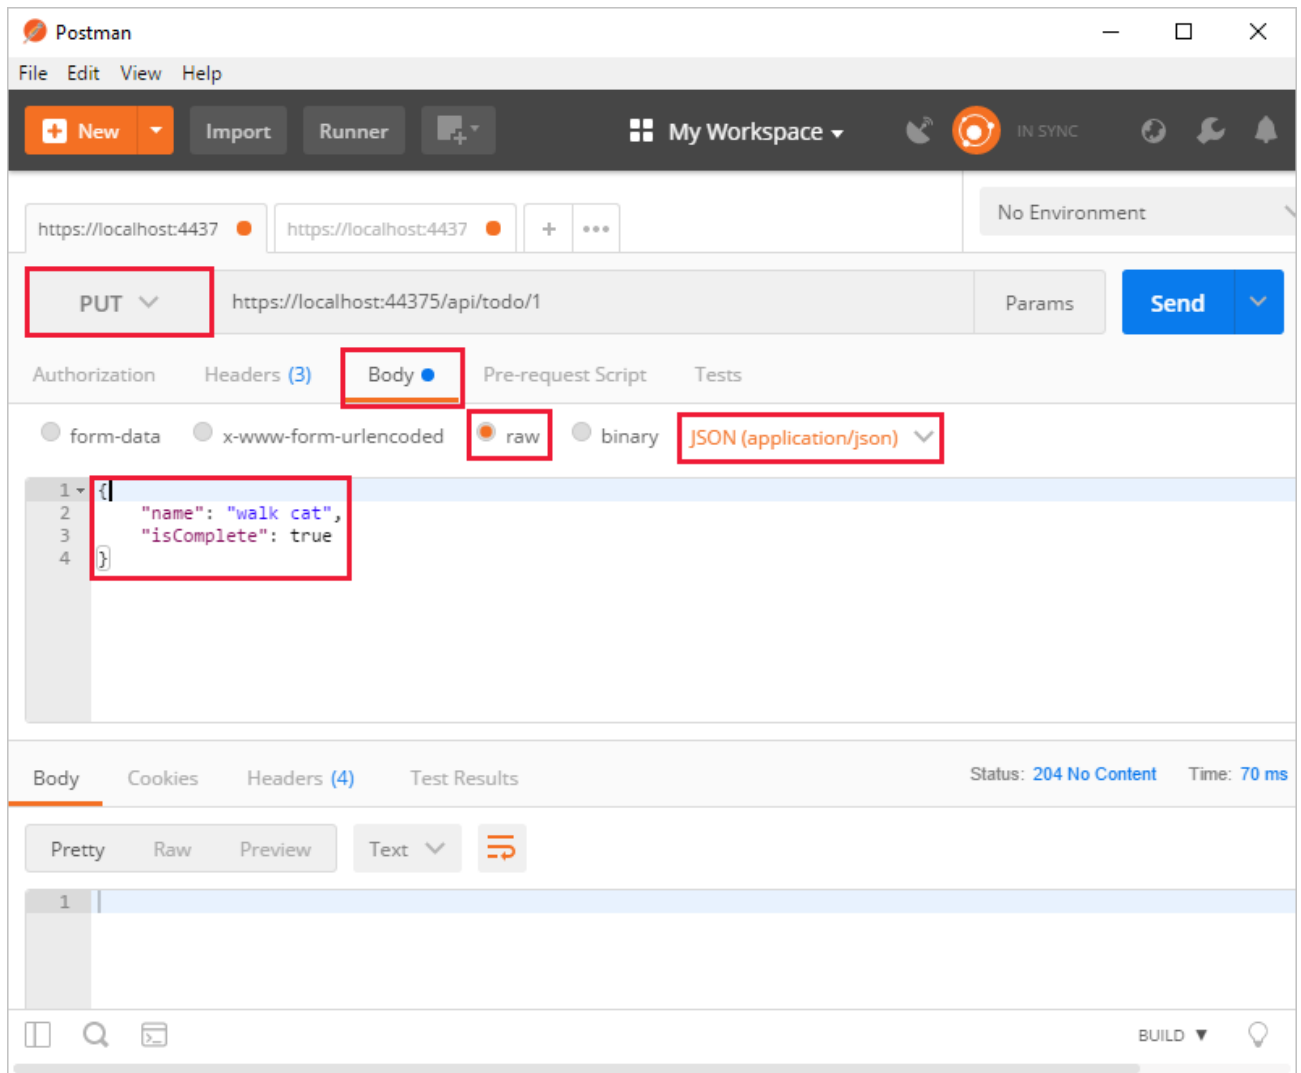 Postman
File Edit View Help
New Import Runner My Workspace IN SYNC
https://localhost:4437 https://localhost:4437 + No Environment
PUT https://localhost:44375/api/todo/1 Params Send
Authorization Headers (3) Body Pre-request Script Tests
form-data x-www-form-urlencoded raw binary JSON (application/json)
1 {
2 "name": "walk cat",
3 "isComplete": true
4 }
Body Cookies Headers (4) Test Results Status: 204 No Content Time: 70 ms
Pretty Raw Preview Text
1
BUILD